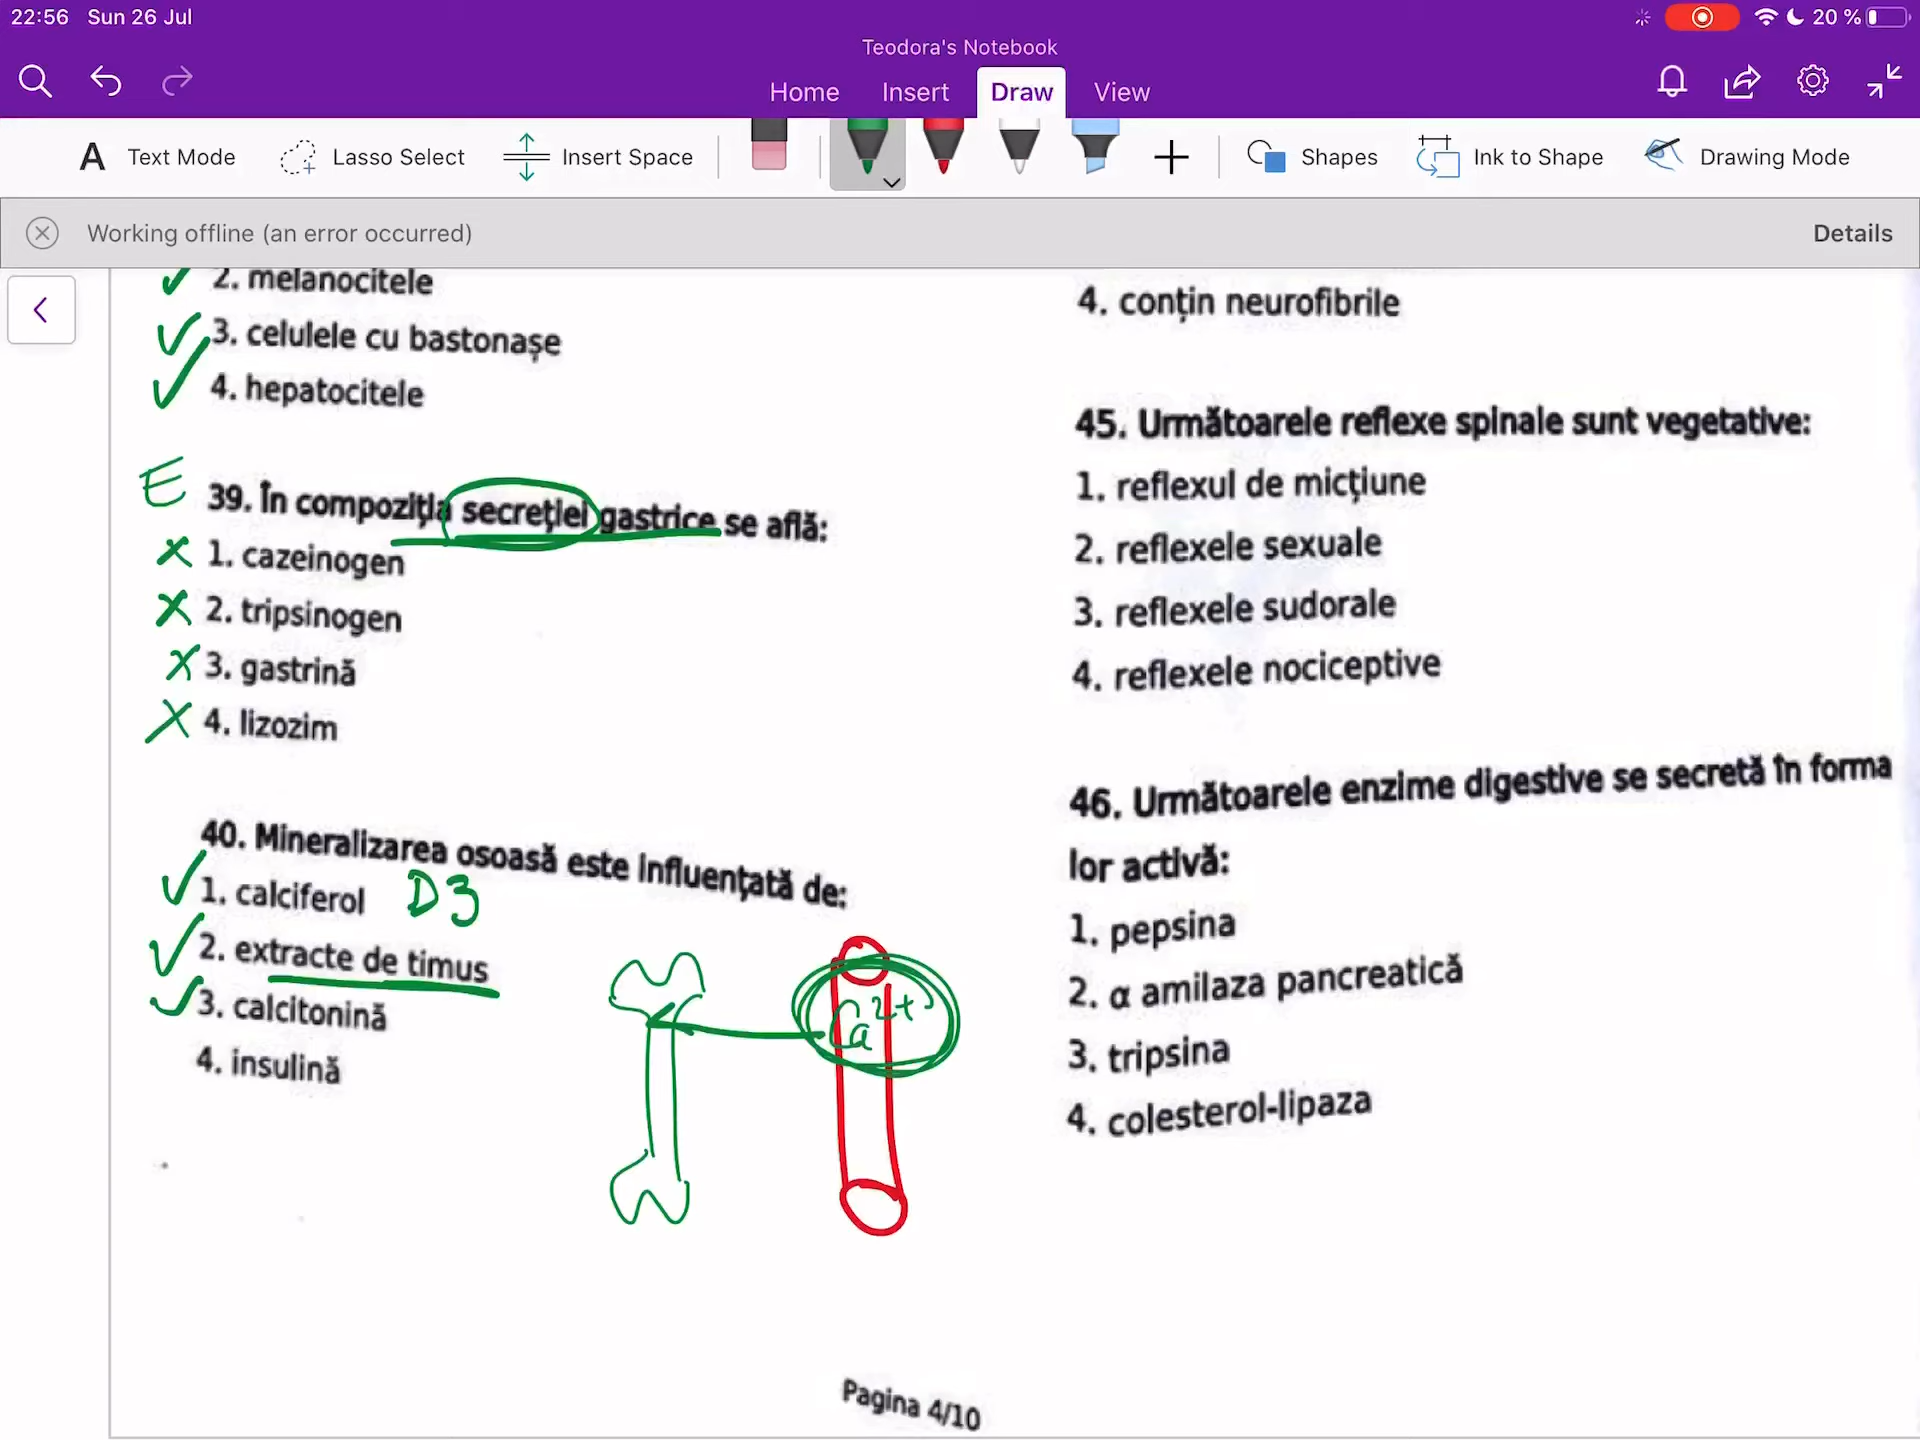 22:56 Sun 26 Jul
20 %
Teodora's Notebook
Home Insert Draw View
A Text Mode Lasso Select Insert Space Shapes Ink to Shape Drawing Mode
Working offline (an error occurred) Details
2. melanocitele
3. celulele cu bastonașe
4. hepatocitele
E
39. În compoziția secreției gastrice se află:
1. cazeinogen
2. tripsinogen
3. gastrină
4. lizozim
40. Mineralizarea osoasă este influențată de:
1. calciferol D3
2. extracte de timus
3. calcitonină
4. insulină
Ca2+
4. conțin neurofibrile
45. Următoarele reflexe spinale sunt vegetative:
1. reflexul de micțiune
2. reflexele sexuale
3. reflexele sudorale
4. reflexele nociceptive
46. Următoarele enzime digestive se secretă în forma
lor activă:
1. pepsina
2. α amilaza pancreatică
3. tripsina
4. colesterol-lipaza
Pagina 4/10